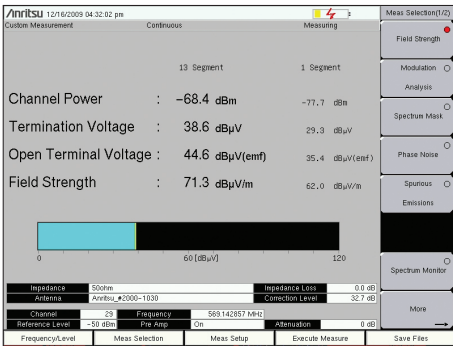 Anritsu 12/16/2009 04:32:02 pm
Custom Measurement Continuous Measuring
13 Segment 1 Segment
Channel Power : -68.4 dBm -77.7 dBm
Termination Voltage : 38.6 dBµV 29.3 dBµV
Open Terminal Voltage : 44.6 dBµV(emf) 35.4 dBµV(emf)
Field Strength : 71.3 dBµV/m 62.0 dBµV/m
0 60 [dBµV] 120
Impedance 50ohm Impedance Loss 0.0 dB
Antenna Anritsu_#2000-1030 Correction Level 32.7 dB
Channel 29 Frequency 569.142857 MHz
Reference Level -50 dBm Pre Amp On Attenuation 0 dB
Frequency/Level Meas Selection Meas Setup Execute Measure Save Files
Meas Selection(1/2)
Field Strength
Modulation
Analysis
Spectrum Mask
Phase Noise
Spurious
Emissions
Spectrum Monitor
More